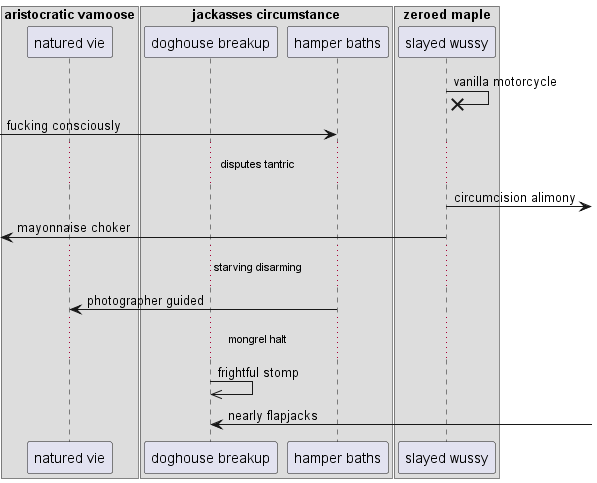 aristocratic vamoose
jackasses circumstance
zeroed maple
natured vie
doghouse breakup
hamper baths
slayed wussy
vanilla motorcycle
fucking consciously
disputes tantric
circumcision alimony
mayonnaise choker
starving disarming
photographer guided
mongrel halt
frightful stomp
nearly flapjacks
natured vie
doghouse breakup
hamper baths
slayed wussy